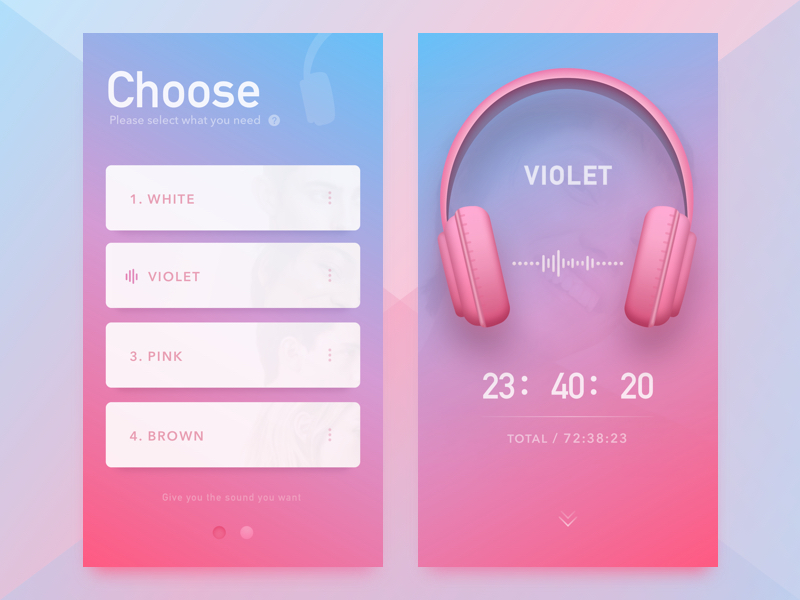 Choose
Please select what you need ?
1. WHITE
VIOLET
3. PINK
4. BROWN
Give you the sound you want
VIOLET
23: 40: 20
TOTAL / 72:38:23